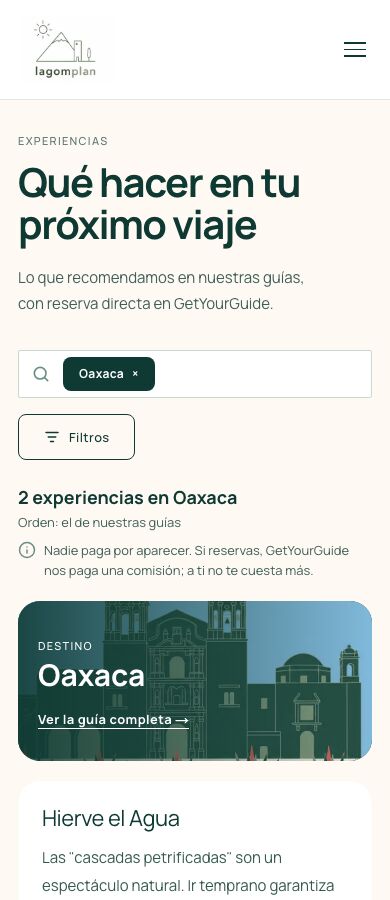 lagomplan
EXPERIENCIAS
Qué hacer en tu
próximo viaje
Lo que recomendamos en nuestras guías,
con reserva directa en GetYourGuide.
Oaxaca ×
Filtros
2 experiencias en Oaxaca
Orden: el de nuestras guías
Nadie paga por aparecer. Si reservas, GetYourGuide
nos paga una comisión; a ti no te cuesta más.
DESTINO
Oaxaca
Ver la guía completa →
Hierve el Agua
Las "cascadas petrificadas" son un
espectáculo natural. Ir temprano garantiza